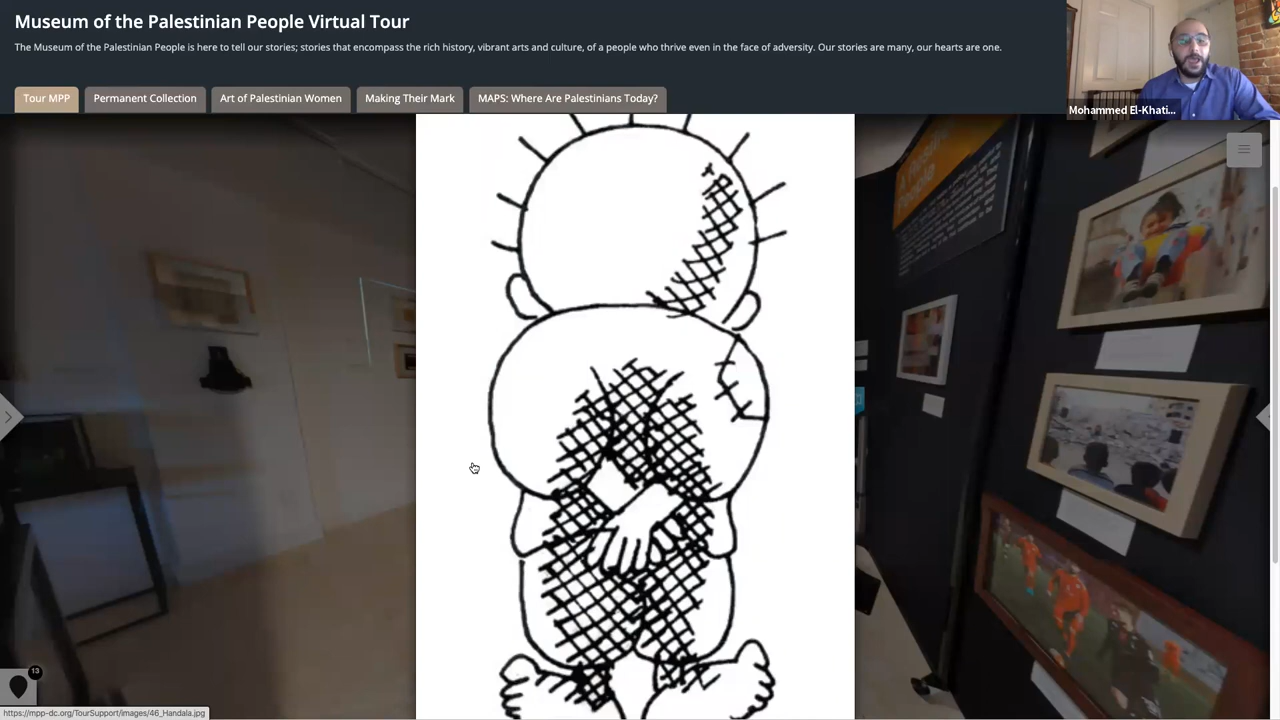 Museum of the Palestinian People Virtual Tour
The Museum of the Palestinian People is here to tell our stories; stories that encompass the rich history, vibrant arts and culture, of a people who thrive even in the face of adversity. Our stories are many, our hearts are one.
Mohammed El-Khati...
Tour MPP
Permanent Collection
Art of Palestinian Women
Making Their Mark
MAPS: Where Are Palestinians Today?
A Resilient
People
13
https://mpp-dc.org/TourSupport/images/46_Handala.jpg